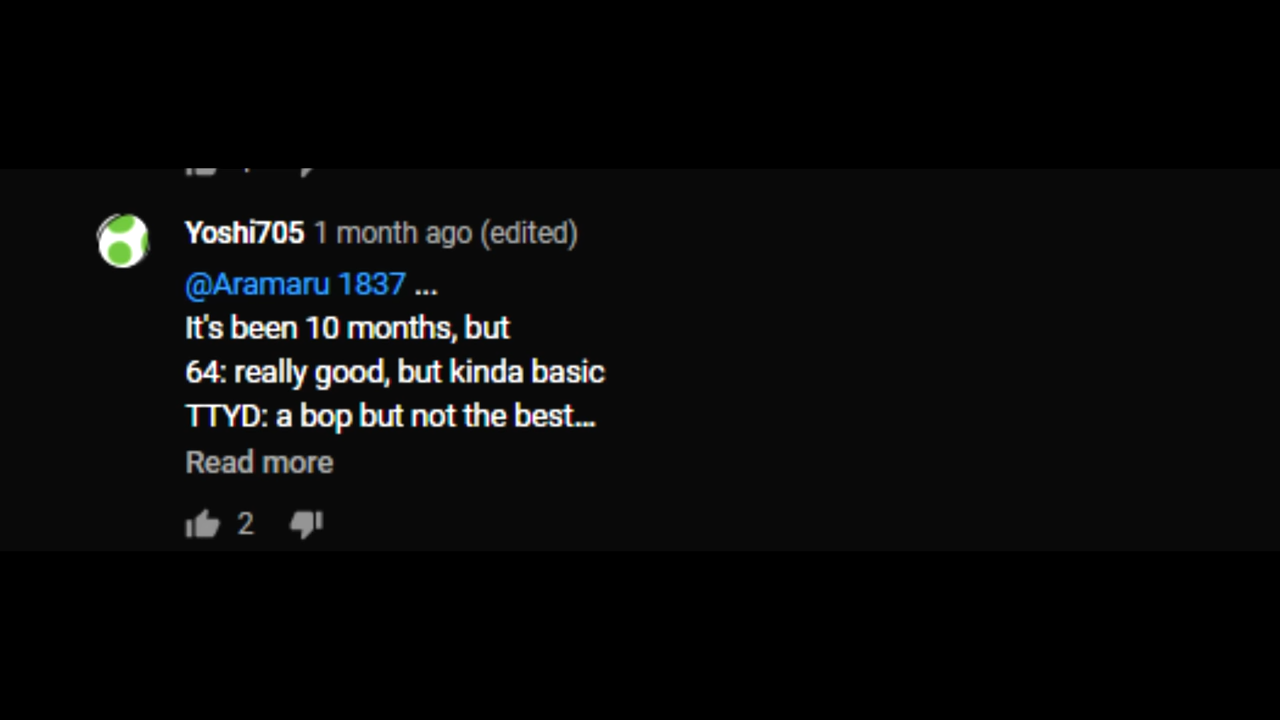 Yoshi705 1 month ago (edited)
@Aramaru 1837 ...
It's been 10 months, but
64: really good, but kinda basic
TTYD: a bop but not the best...
Read more
2